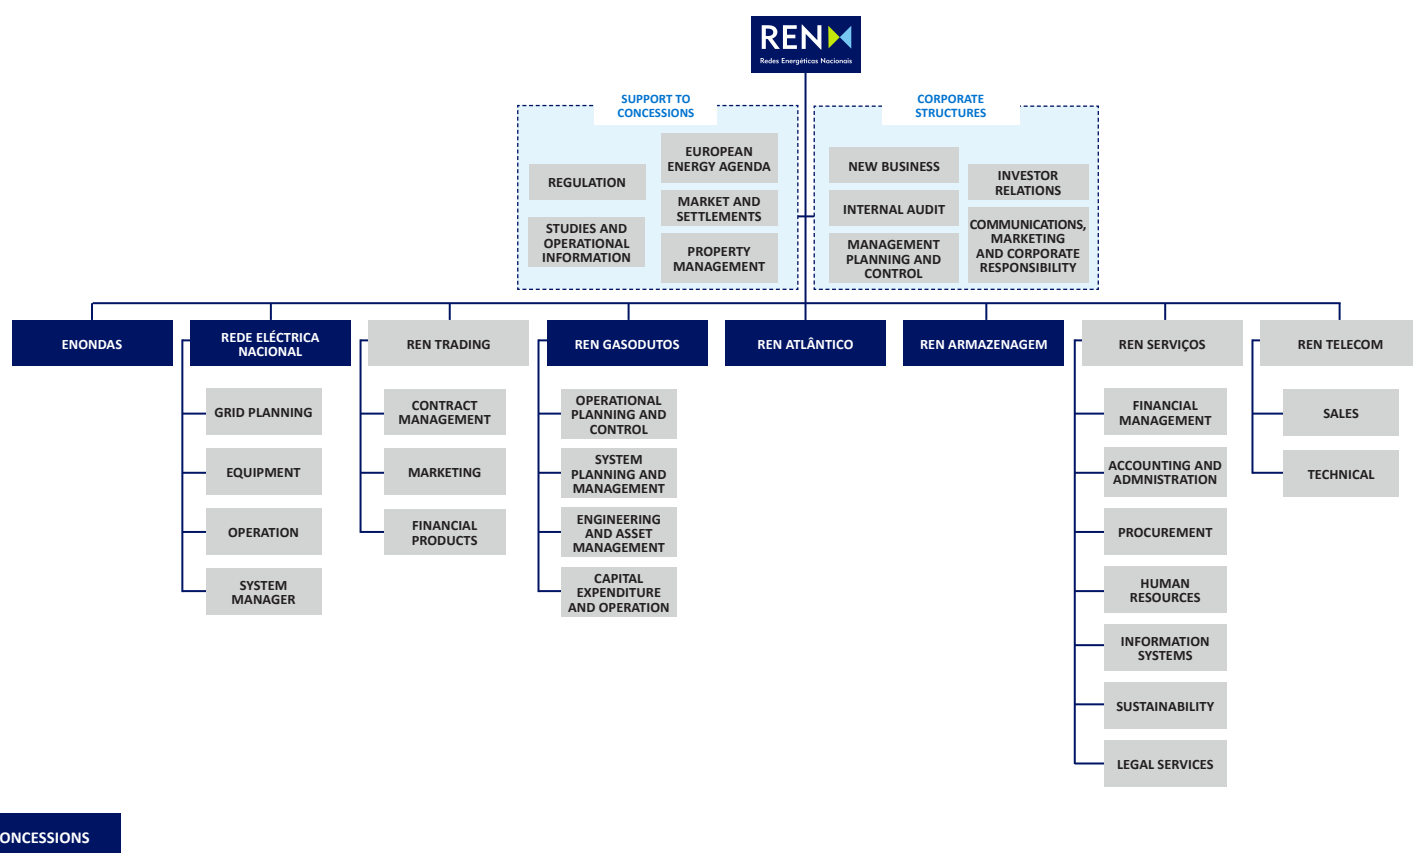 REN
Redes Energéticas Nacionais
SUPPORT TO
CONCESSIONS
REGULATION
STUDIES AND
OPERATIONAL
INFORMATION
EUROPEAN
ENERGY AGENDA
MARKET AND
SETTLEMENTS
PROPERTY
MANAGEMENT
CORPORATE
STRUCTURES
NEW BUSINESS
INTERNAL AUDIT
MANAGEMENT
PLANNING AND
CONTROL
INVESTOR
RELATIONS
COMMUNICATIONS,
MARKETING
AND CORPORATE
RESPONSIBILITY
ENONDAS
REDE ELÉCTRICA
NACIONAL
GRID PLANNING
EQUIPMENT
OPERATION
SYSTEM
MANAGER
REN TRADING
CONTRACT
MANAGEMENT
MARKETING
FINANCIAL
PRODUCTS
REN GASODUTOS
OPERATIONAL
PLANNING AND
CONTROL
SYSTEM
PLANNING AND
MANAGEMENT
ENGINEERING
AND ASSET
MANAGEMENT
CAPITAL
EXPENDITURE
AND OPERATION
REN ATLÂNTICO
REN ARMAZENAGEM
REN SERVIÇOS
FINANCIAL
MANAGEMENT
ACCOUNTING AND
ADMNISTRATION
PROCUREMENT
HUMAN
RESOURCES
INFORMATION
SYSTEMS
SUSTAINABILITY
LEGAL SERVICES
REN TELECOM
SALES
TECHNICAL
ONCESSIONS